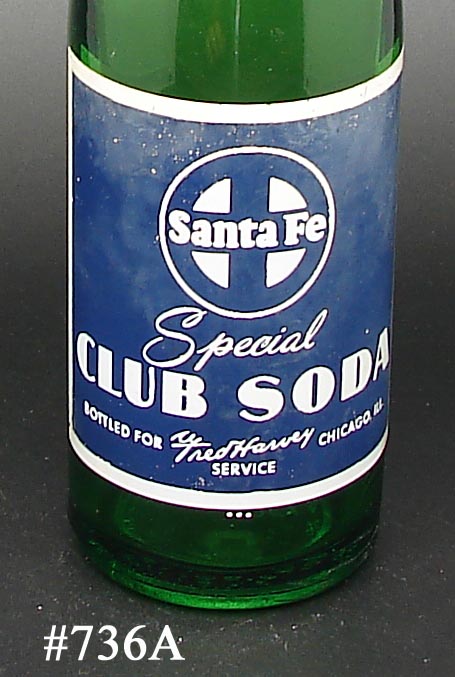 Santa Fe
Special
CLUB SODA
BOTTLED FOR Fred Harvey CHICAGO, ILL.
SERVICE
#736A